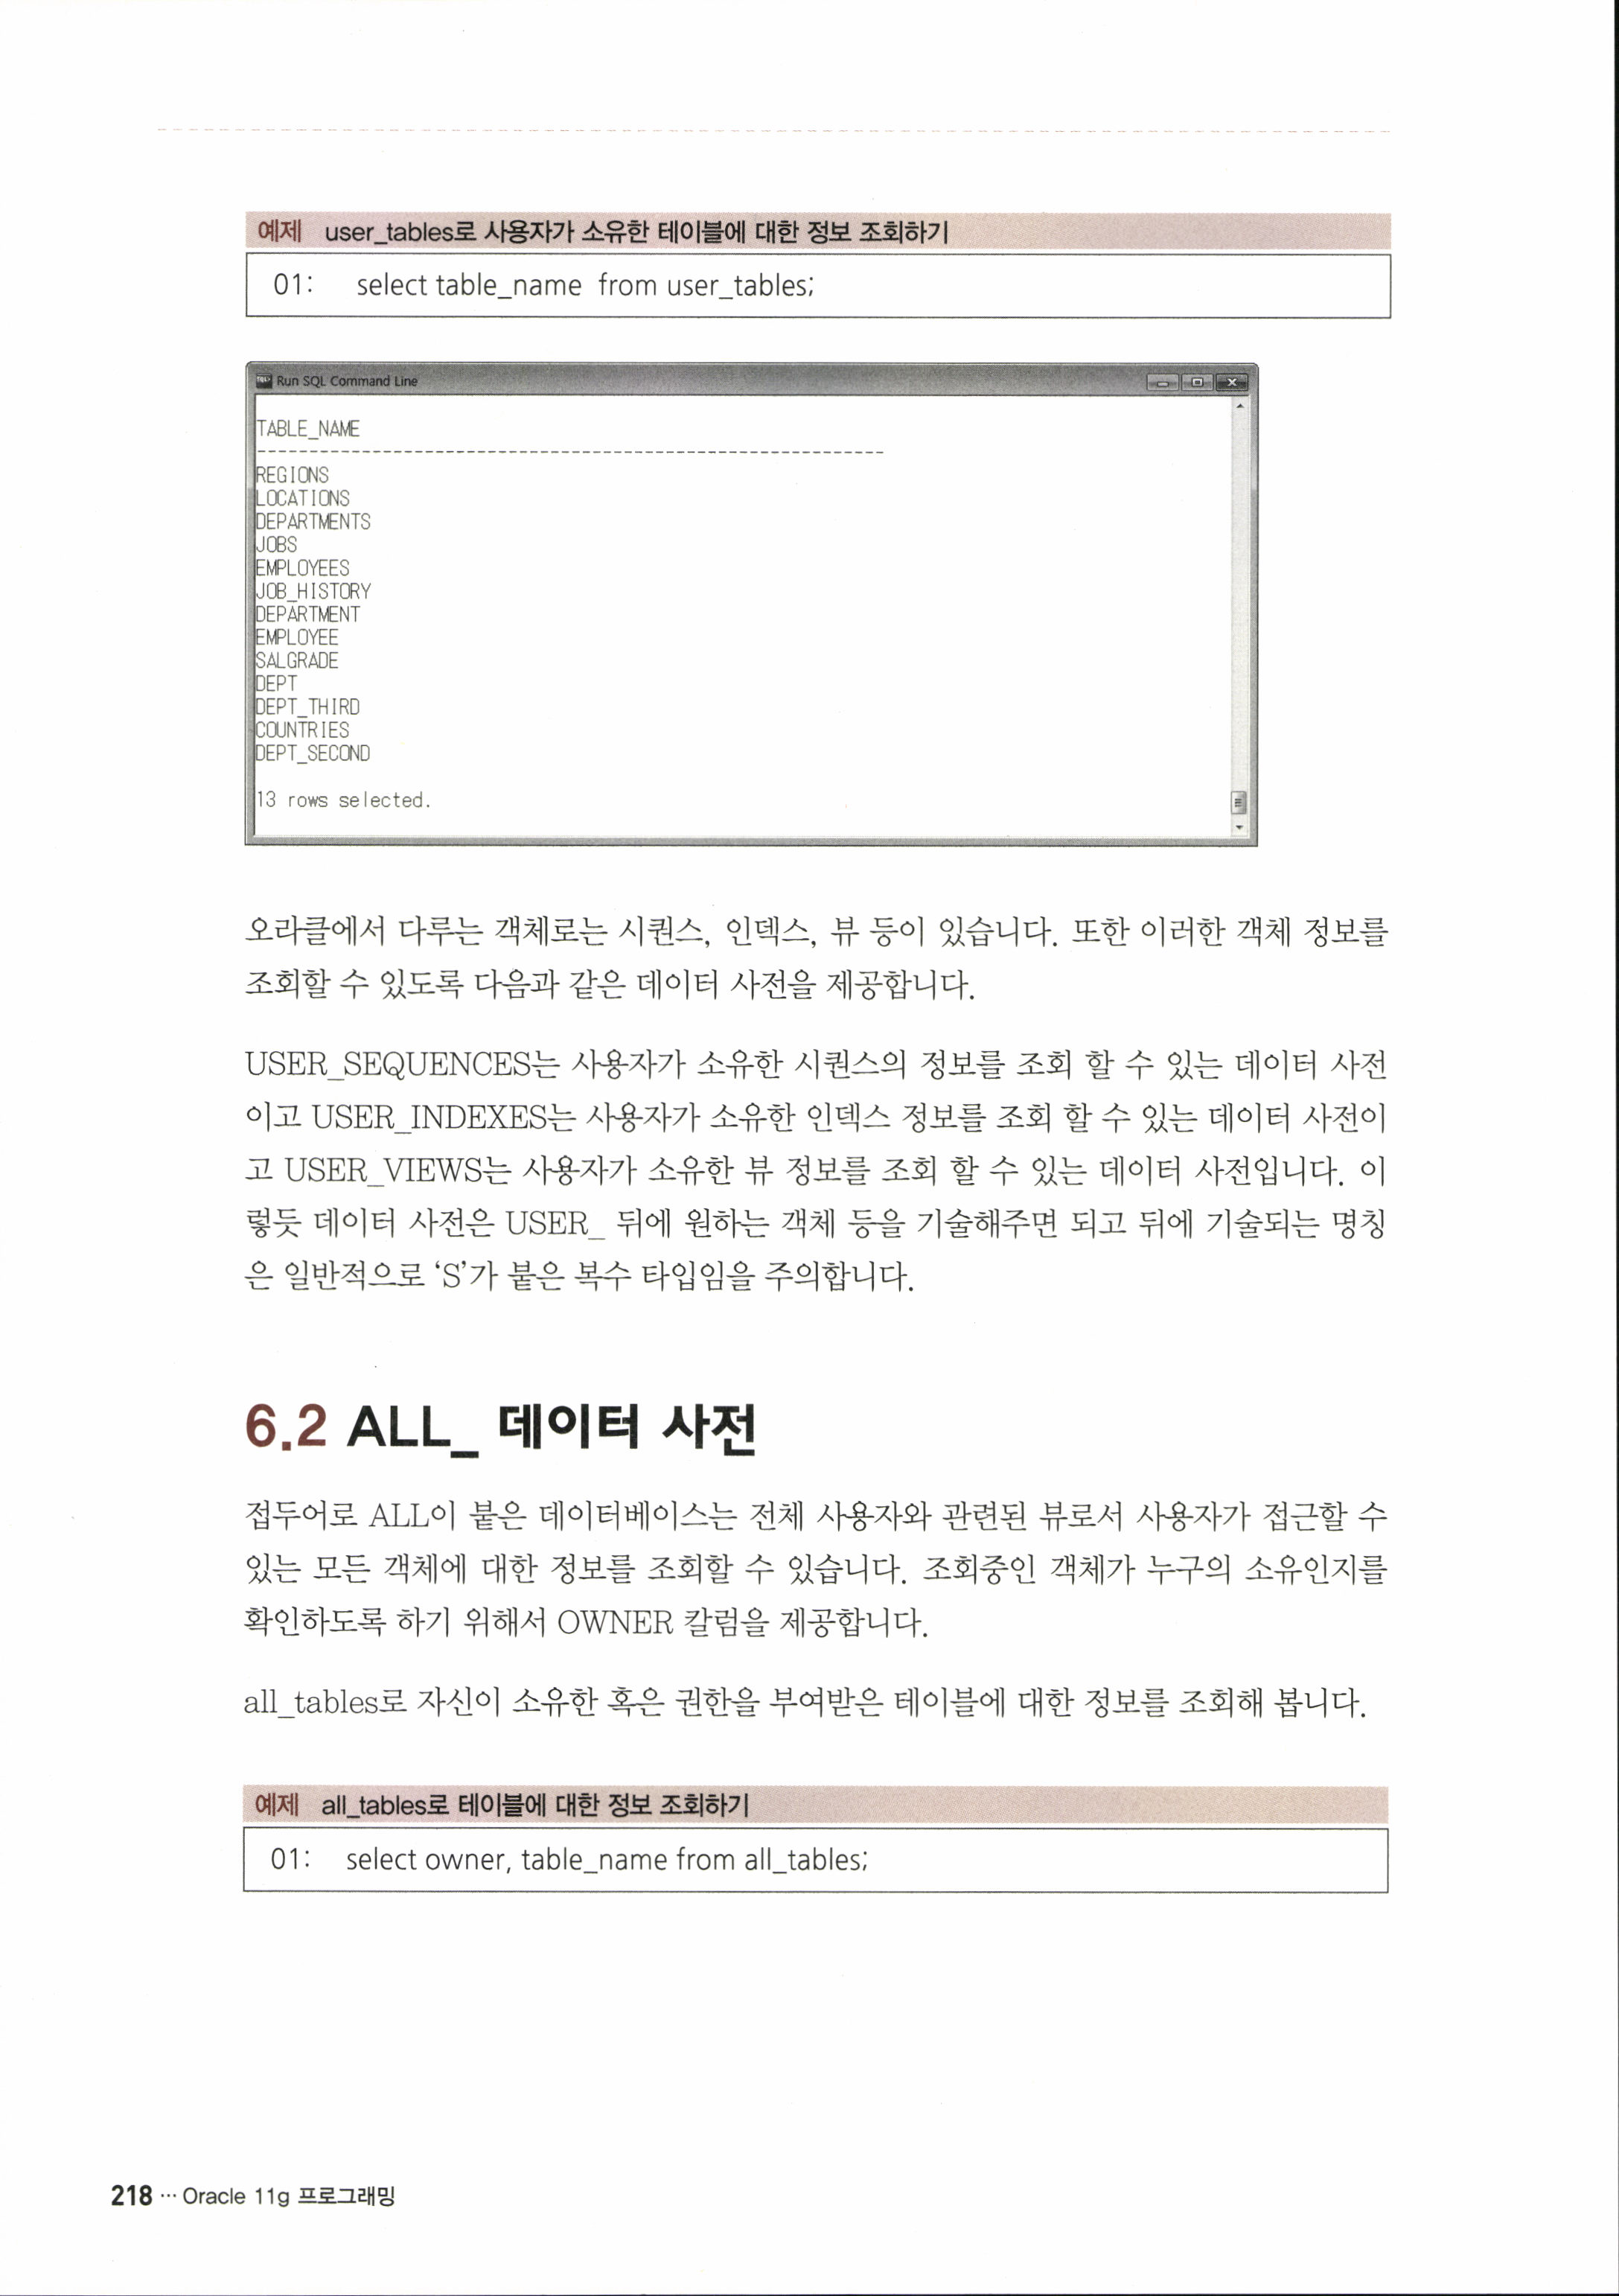 예제 user_tables로 사용자가 소유한 테이블에 대한 정보 조회하기
01: select table_name from user_tables;
Run SQL Command Line
TABLE_NAME
------------------------------------------------------------
REGIONS
LOCATIONS
DEPARTMENTS
JOBS
EMPLOYEES
JOB_HISTORY
DEPARTMENT
EMPLOYEE
SALGRADE
DEPT
DEPT_THIRD
COUNTRIES
DEPT_SECOND
13 rows selected.
오라클에서 다루는 객체로는 시퀀스, 인덱스, 뷰 등이 있습니다. 또한 이러한 객체 정보를
조회할 수 있도록 다음과 같은 데이터 사전을 제공합니다.
USER_SEQUENCES는 사용자가 소유한 시퀀스의 정보를 조회 할 수 있는 데이터 사전
이고 USER_INDEXES는 사용자가 소유한 인덱스 정보를 조회 할 수 있는 데이터 사전이
고 USER_VIEWS는 사용자가 소유한 뷰 정보를 조회 할 수 있는 데이터 사전입니다. 이
렇듯 데이터 사전은 USER_ 뒤에 원하는 객체 등을 기술해주면 되고 뒤에 기술되는 명칭
은 일반적으로 ‘S’가 붙은 복수 타입임을 주의합니다.
6.2 ALL_ 데이터 사전
접두어로 ALL이 붙은 데이터베이스는 전체 사용자와 관련된 뷰로서 사용자가 접근할 수
있는 모든 객체에 대한 정보를 조회할 수 있습니다. 조회중인 객체가 누구의 소유인지를
확인하도록 하기 위해서 OWNER 칼럼을 제공합니다.
all_tables로 자신이 소유한 혹은 권한을 부여받은 테이블에 대한 정보를 조회해 봅니다.
예제 all_tables로 테이블에 대한 정보 조회하기
01: select owner, table_name from all_tables;
218 ··· Oracle 11g 프로그래밍